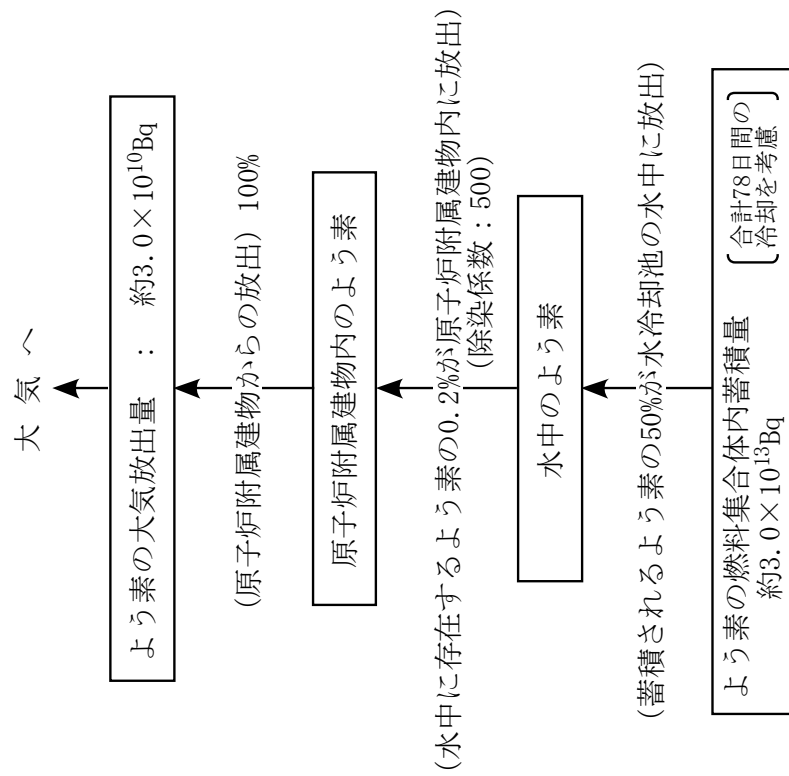 大気へ
よう素の大気放出量 : 約3.0×10¹⁰Bq
(原子炉附属建物からの放出) 100%
原子炉附属建物内のよう素
(水中に存在するよう素の0.2%が原子炉附属建物内に放出)
(除染係数:500)
水中のよう素
(蓄積されるよう素の50%が水冷却池の水中に放出)
よう素の燃料集合体内蓄積量
約3.0×10¹³Bq
合計78日間の
冷却を考慮